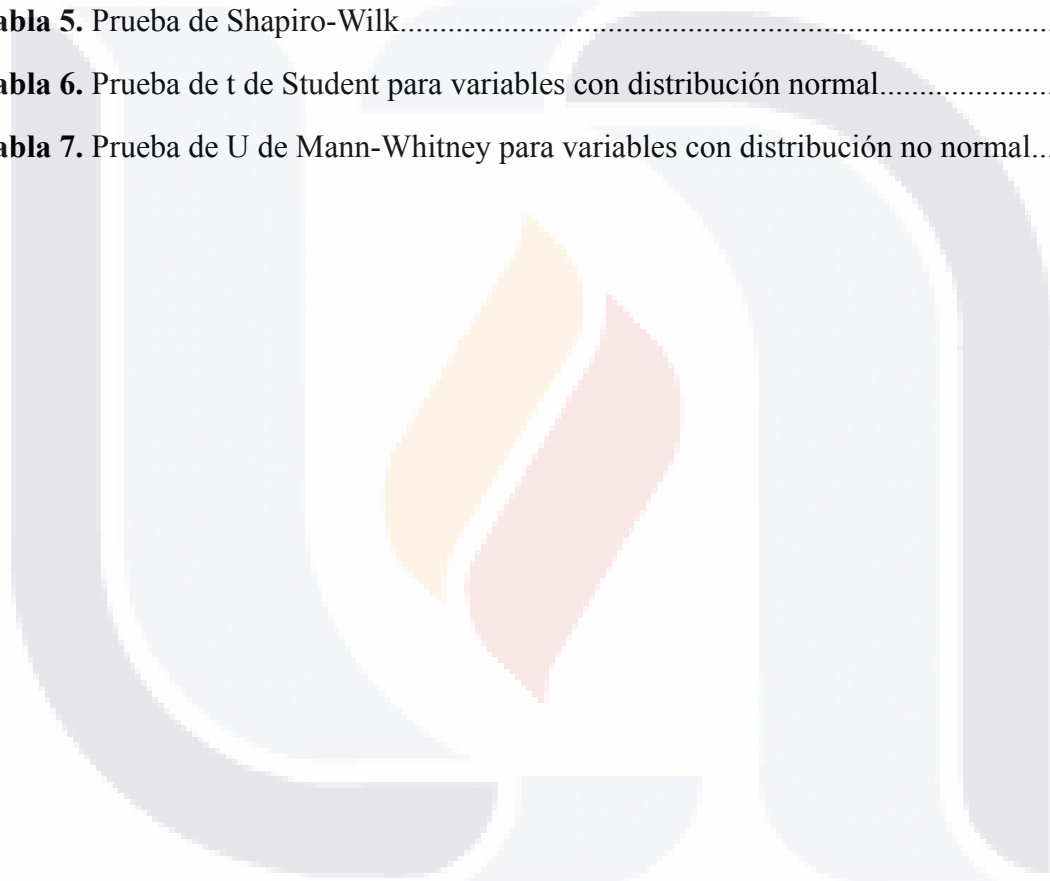 abla 5. Prueba de Shapiro-Wilk....................................................................................
abla 6. Prueba de t de Student para variables con distribución normal......................
abla 7. Prueba de U de Mann-Whitney para variables con distribución no normal...